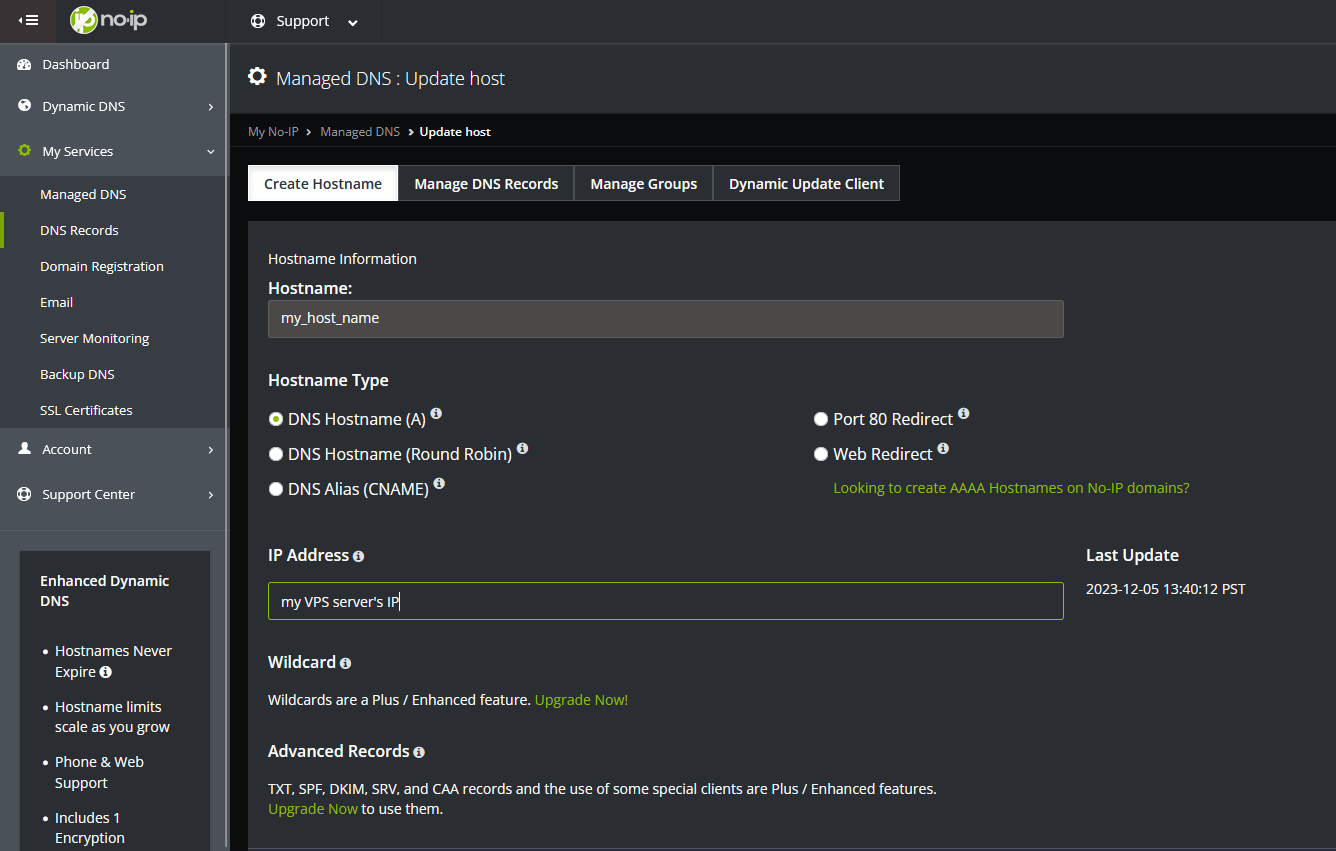 no-ip
Support
Dashboard
Dynamic DNS
My Services
Managed DNS
DNS Records
Domain Registration
Email
Server Monitoring
Backup DNS
SSL Certificates
Account
Support Center
Enhanced Dynamic
DNS
Hostnames Never
Expire
Hostname limits
scale as you grow
Phone & Web
Support
Includes 1
Encryption
Managed DNS : Update host
My No-IP > Managed DNS > Update host
Create Hostname Manage DNS Records Manage Groups Dynamic Update Client
Hostname Information
Hostname:
my_host_name
Hostname Type
DNS Hostname (A) Port 80 Redirect
DNS Hostname (Round Robin) Web Redirect
DNS Alias (CNAME) Looking to create AAAA Hostnames on No-IP domains?
IP Address Last Update
my VPS server's IP 2023-12-05 13:40:12 PST
Wildcard
Wildcards are a Plus / Enhanced feature. Upgrade Now!
Advanced Records
TXT, SPF, DKIM, SRV, and CAA records and the use of some special clients are Plus / Enhanced features.
Upgrade Now to use them.